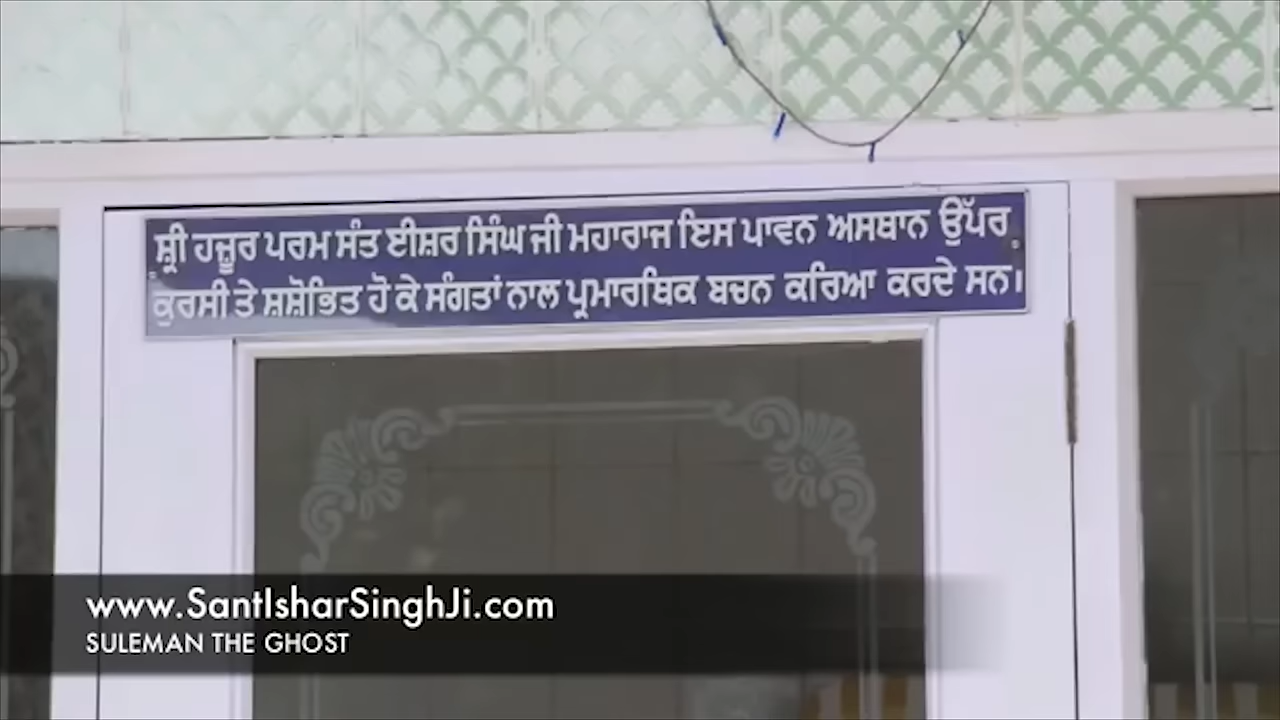 ਸ਼੍ਰੀ ਹਜ਼ੂਰ ਪਰਮ ਸੰਤ ਈਸ਼ਰ ਸਿੰਘ ਜੀ ਮਹਾਰਾਜ ਇਸ ਪਾਵਨ ਅਸਥਾਨ ਉੱਪਰ
ਕੁਰਸੀ ਤੇ ਸ਼ਸ਼ੋਭਿਤ ਹੋ ਕੇ ਸੰਗਤਾਂ ਨਾਲ ਪ੍ਰਮਾਰਥਿਕ ਬਚਨ ਕਰਿਆ ਕਰਦੇ ਸਨ।
www.SantIsharSinghJi.com
SULEMAN THE GHOST